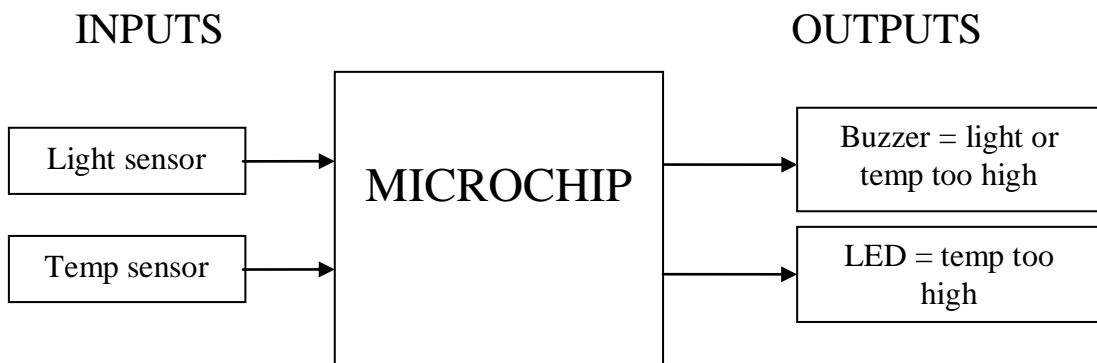 INPUTS
OUTPUTS
Light sensor
Temp sensor
MICROCHIP
Buzzer = light or
temp too high
LED = temp too
high